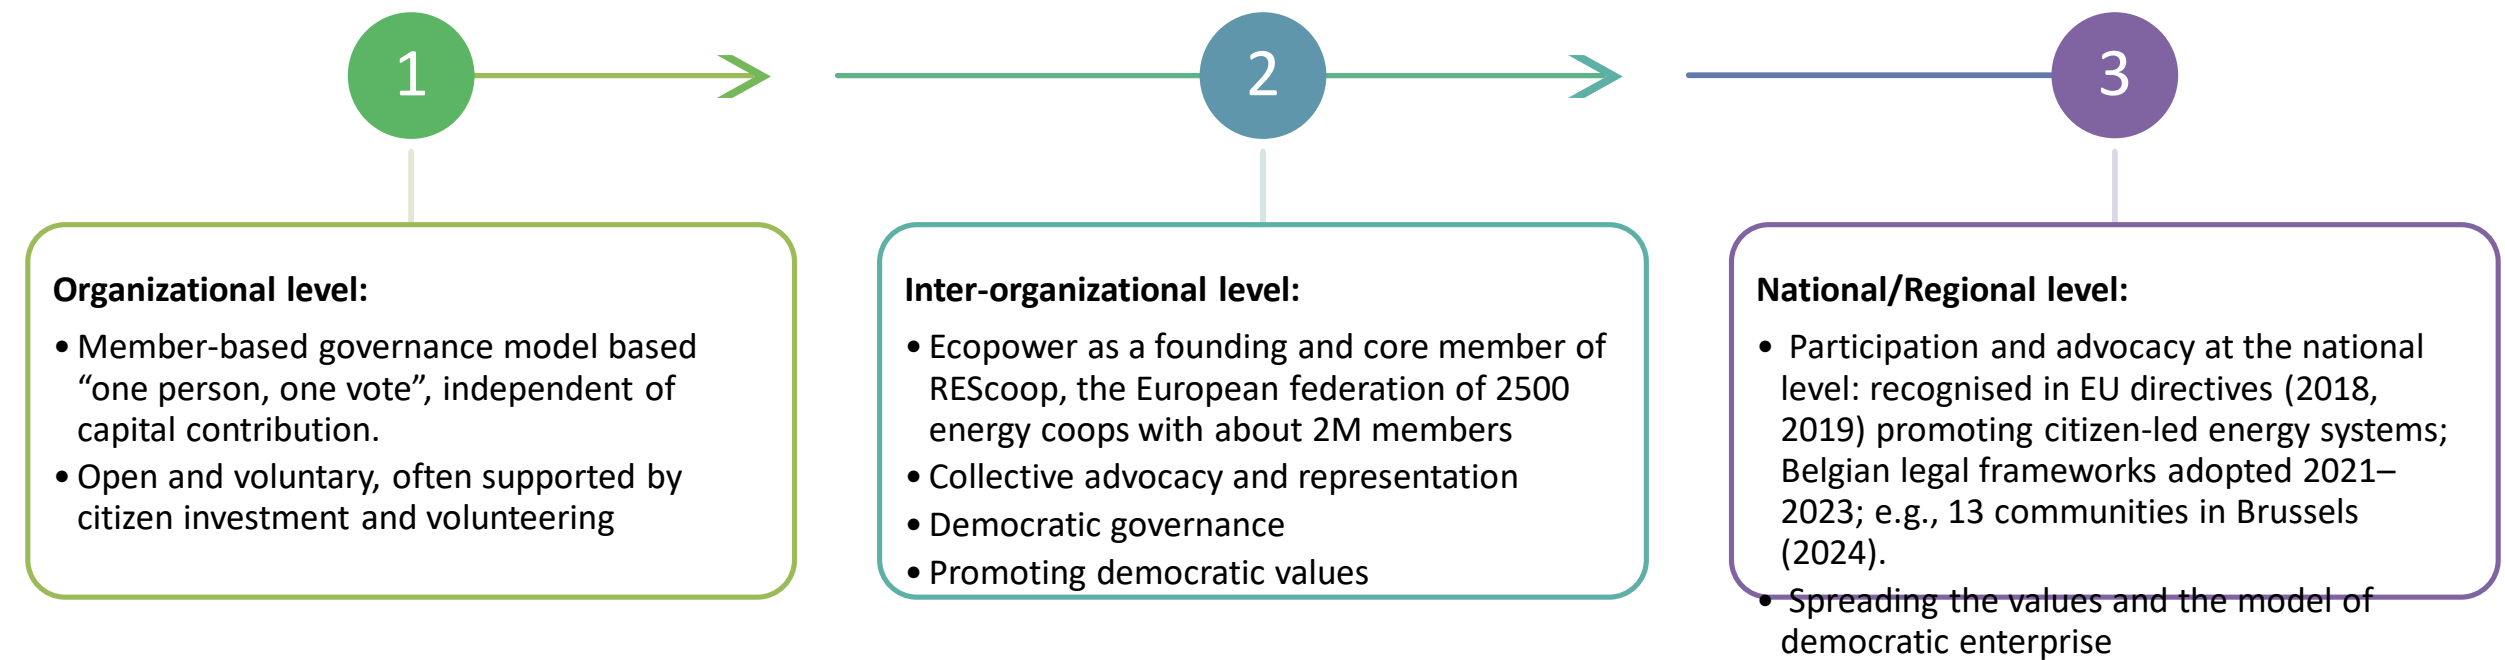 1
2
3
Organizational level:
•Member-based governance model based
“one person, one vote”, independent of
capital contribution.
•Open and voluntary, often supported by
citizen investment and volunteering
Inter-organizational level:
•Ecopower as a founding and core member of
REScoop, the European federation of 2500
energy coops with about 2M members
•Collective advocacy and representation
•Democratic governance
•Promoting democratic values
National/Regional level:
• Participation and advocacy at the national
level: recognised in EU directives (2018,
2019) promoting citizen-led energy systems;
Belgian legal frameworks adopted 2021–
2023; e.g., 13 communities in Brussels
(2024).
• Spreading the values and the model of
democratic enterprise